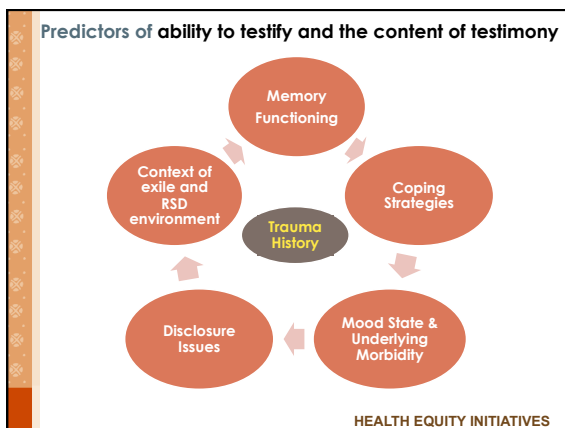 Predictors of ability to testify and the content of testimony
Memory
Functioning
Context of
exile and
RSD
environment
Coping
Strategies
Trauma
History
Disclosure
Issues
Mood State &
Underlying
Morbidity
HEALTH EQUITY INITIATIVES